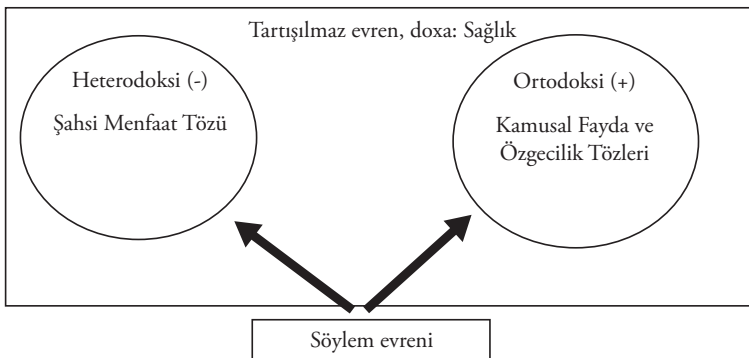 Tartışılmaz evren, doxa: Sağlık
Heterodoksi (-)
Şahsi Menfaat Tözü
Ortodoksi (+)
Kamusal Fayda ve
Özgecilik Tözleri
Söylem evreni